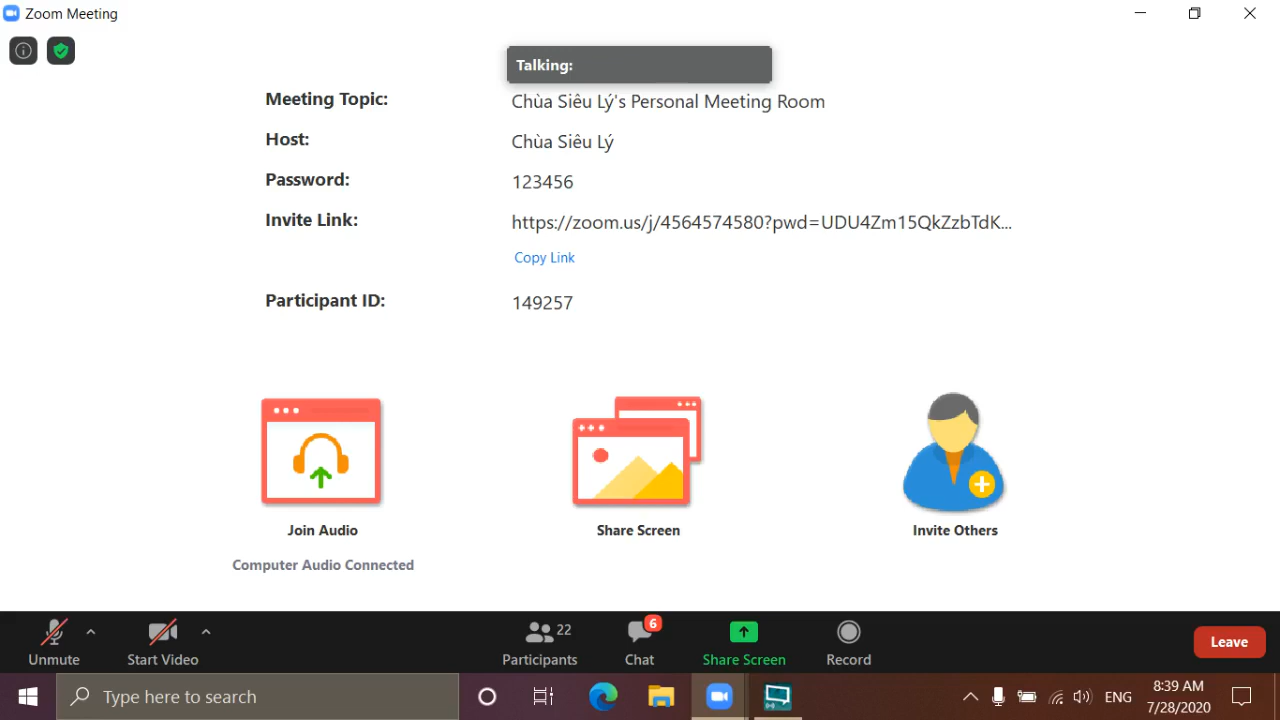 Zoom Meeting
Talking:
Meeting Topic: Chùa Siêu Lý's Personal Meeting Room
Host: Chùa Siêu Lý
Password: 123456
Invite Link: https://zoom.us/j/4564574580?pwd=UDU4Zm15QkZzbTdK...
Copy Link
Participant ID: 149257
Join Audio
Share Screen
Invite Others
Computer Audio Connected
Unmute
Start Video
22
Participants
6
Chat
Share Screen
Record
Leave
Type here to search
ENG
8:39 AM
7/28/2020